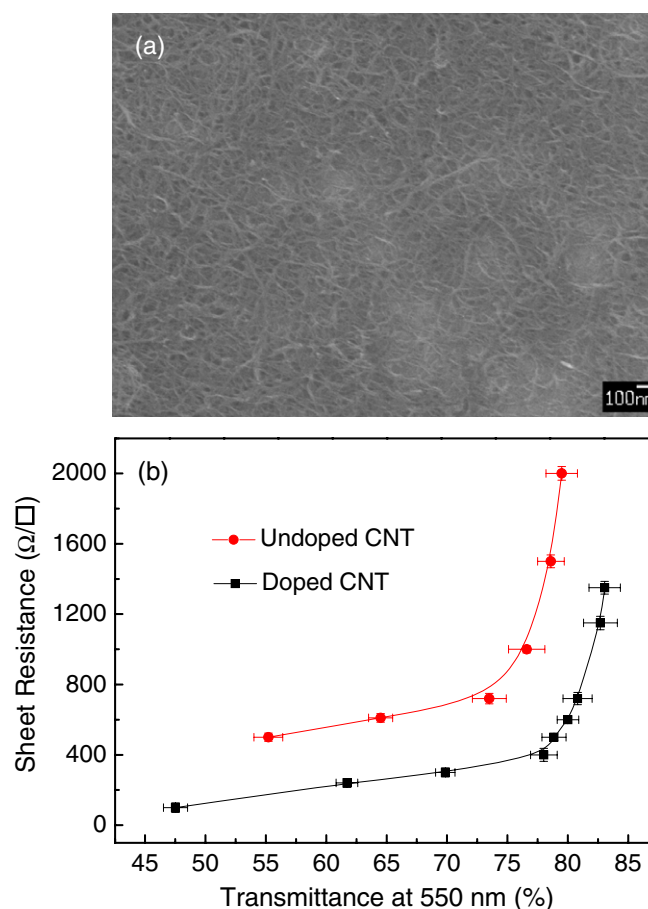 (a)
100nm
(b)
2000
1600
1200
800
400
0
Sheet Resistance (Ω/□)
Undoped CNT
Doped CNT
45 50 55 60 65 70 75 80 85
Transmittance at 550 nm (%)